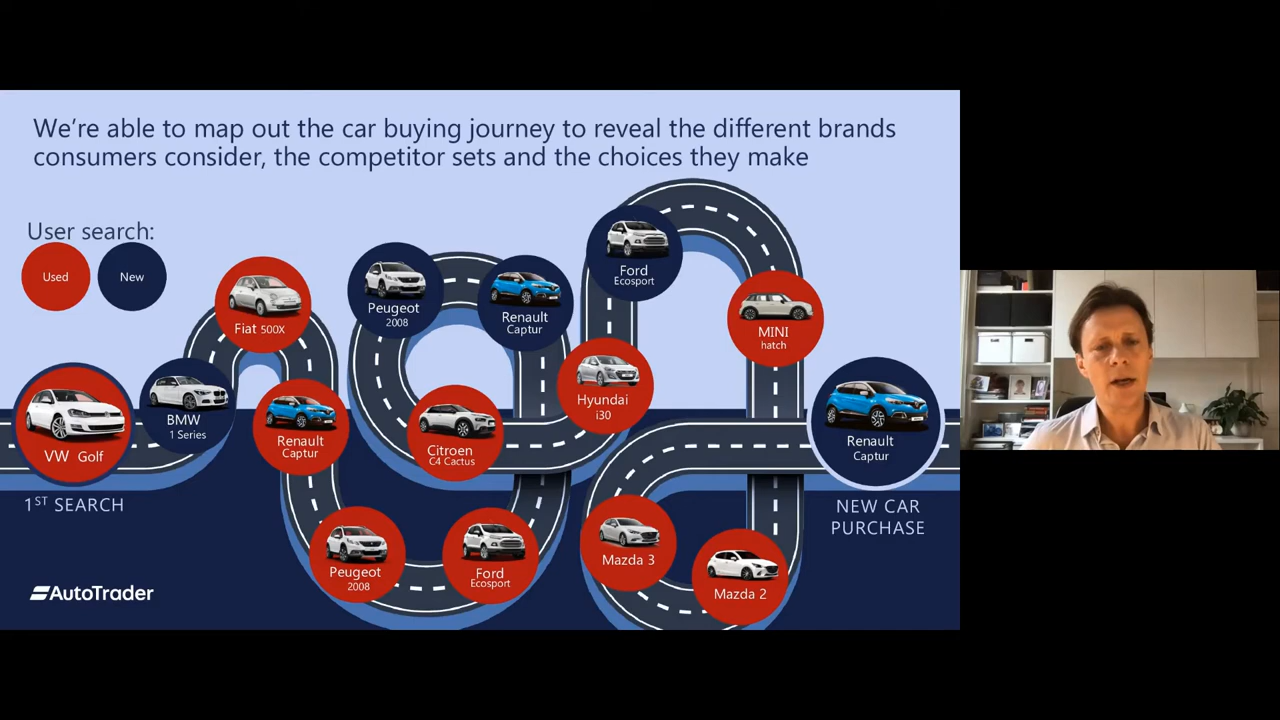 We're able to map out the car buying journey to reveal the different brands
consumers consider, the competitor sets and the choices they make
User search:
Used
New
VW Golf
1ST SEARCH
BMW
1 Series
Fiat 500X
Renault
Captur
Peugeot
2008
Ford
Ecosport
Renault
Captur
Peugeot
2008
Citroen
C4 Cactus
Hyundai
i30
Ford
Ecosport
MINI
hatch
Mazda 2
Mazda 3
Renault
Captur
NEW CAR
PURCHASE
AutoTrader